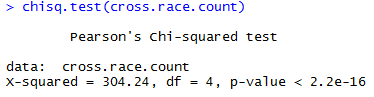 > chisq.test(cross.race.count)
Pearson's Chi-squared test
data:  cross.race.count
X-squared = 304.24, df = 4, p-value < 2.2e-16